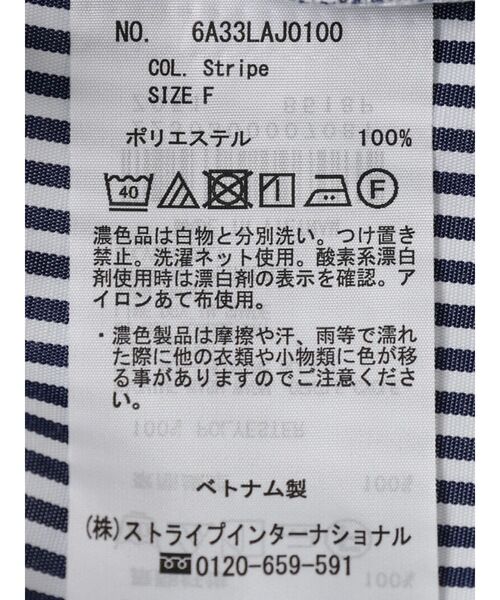 NO. 6A33LAJ0100
COL. Stripe
SIZE F
ポリエステル 100%
40 F
濃色品は白物と分別洗い。つけ置き
禁止。洗濯ネット使用。酸素系漂白
剤使用時は漂白剤の表示を確認。ア
イロンあて布使用。
・濃色製品は摩擦や汗、雨等で濡れ
た際に他の衣類や小物類に色が移
る事がありますのでご注意くださ
い。
ベトナム製
(株)ストライプインターナショナル
0120-659-591
100% POLYESTER
100%